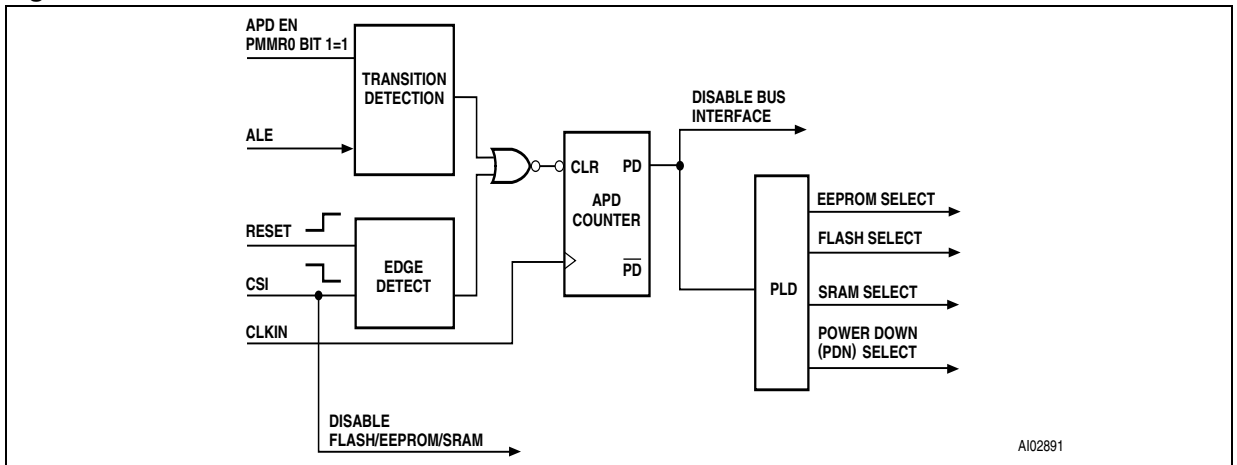 APD EN
PMMR0 BIT 1=1
TRANSITION
DETECTION
ALE
DISABLE BUS
INTERFACE
CLR
PD
APD
COUNTER
PD
EEPROM SELECT
FLASH SELECT
PLD
SRAM SELECT
POWER DOWN
(PDN) SELECT
RESET
EDGE
DETECT
CSI
CLKIN
DISABLE
FLASH/EEPROM/SRAM
AI02891